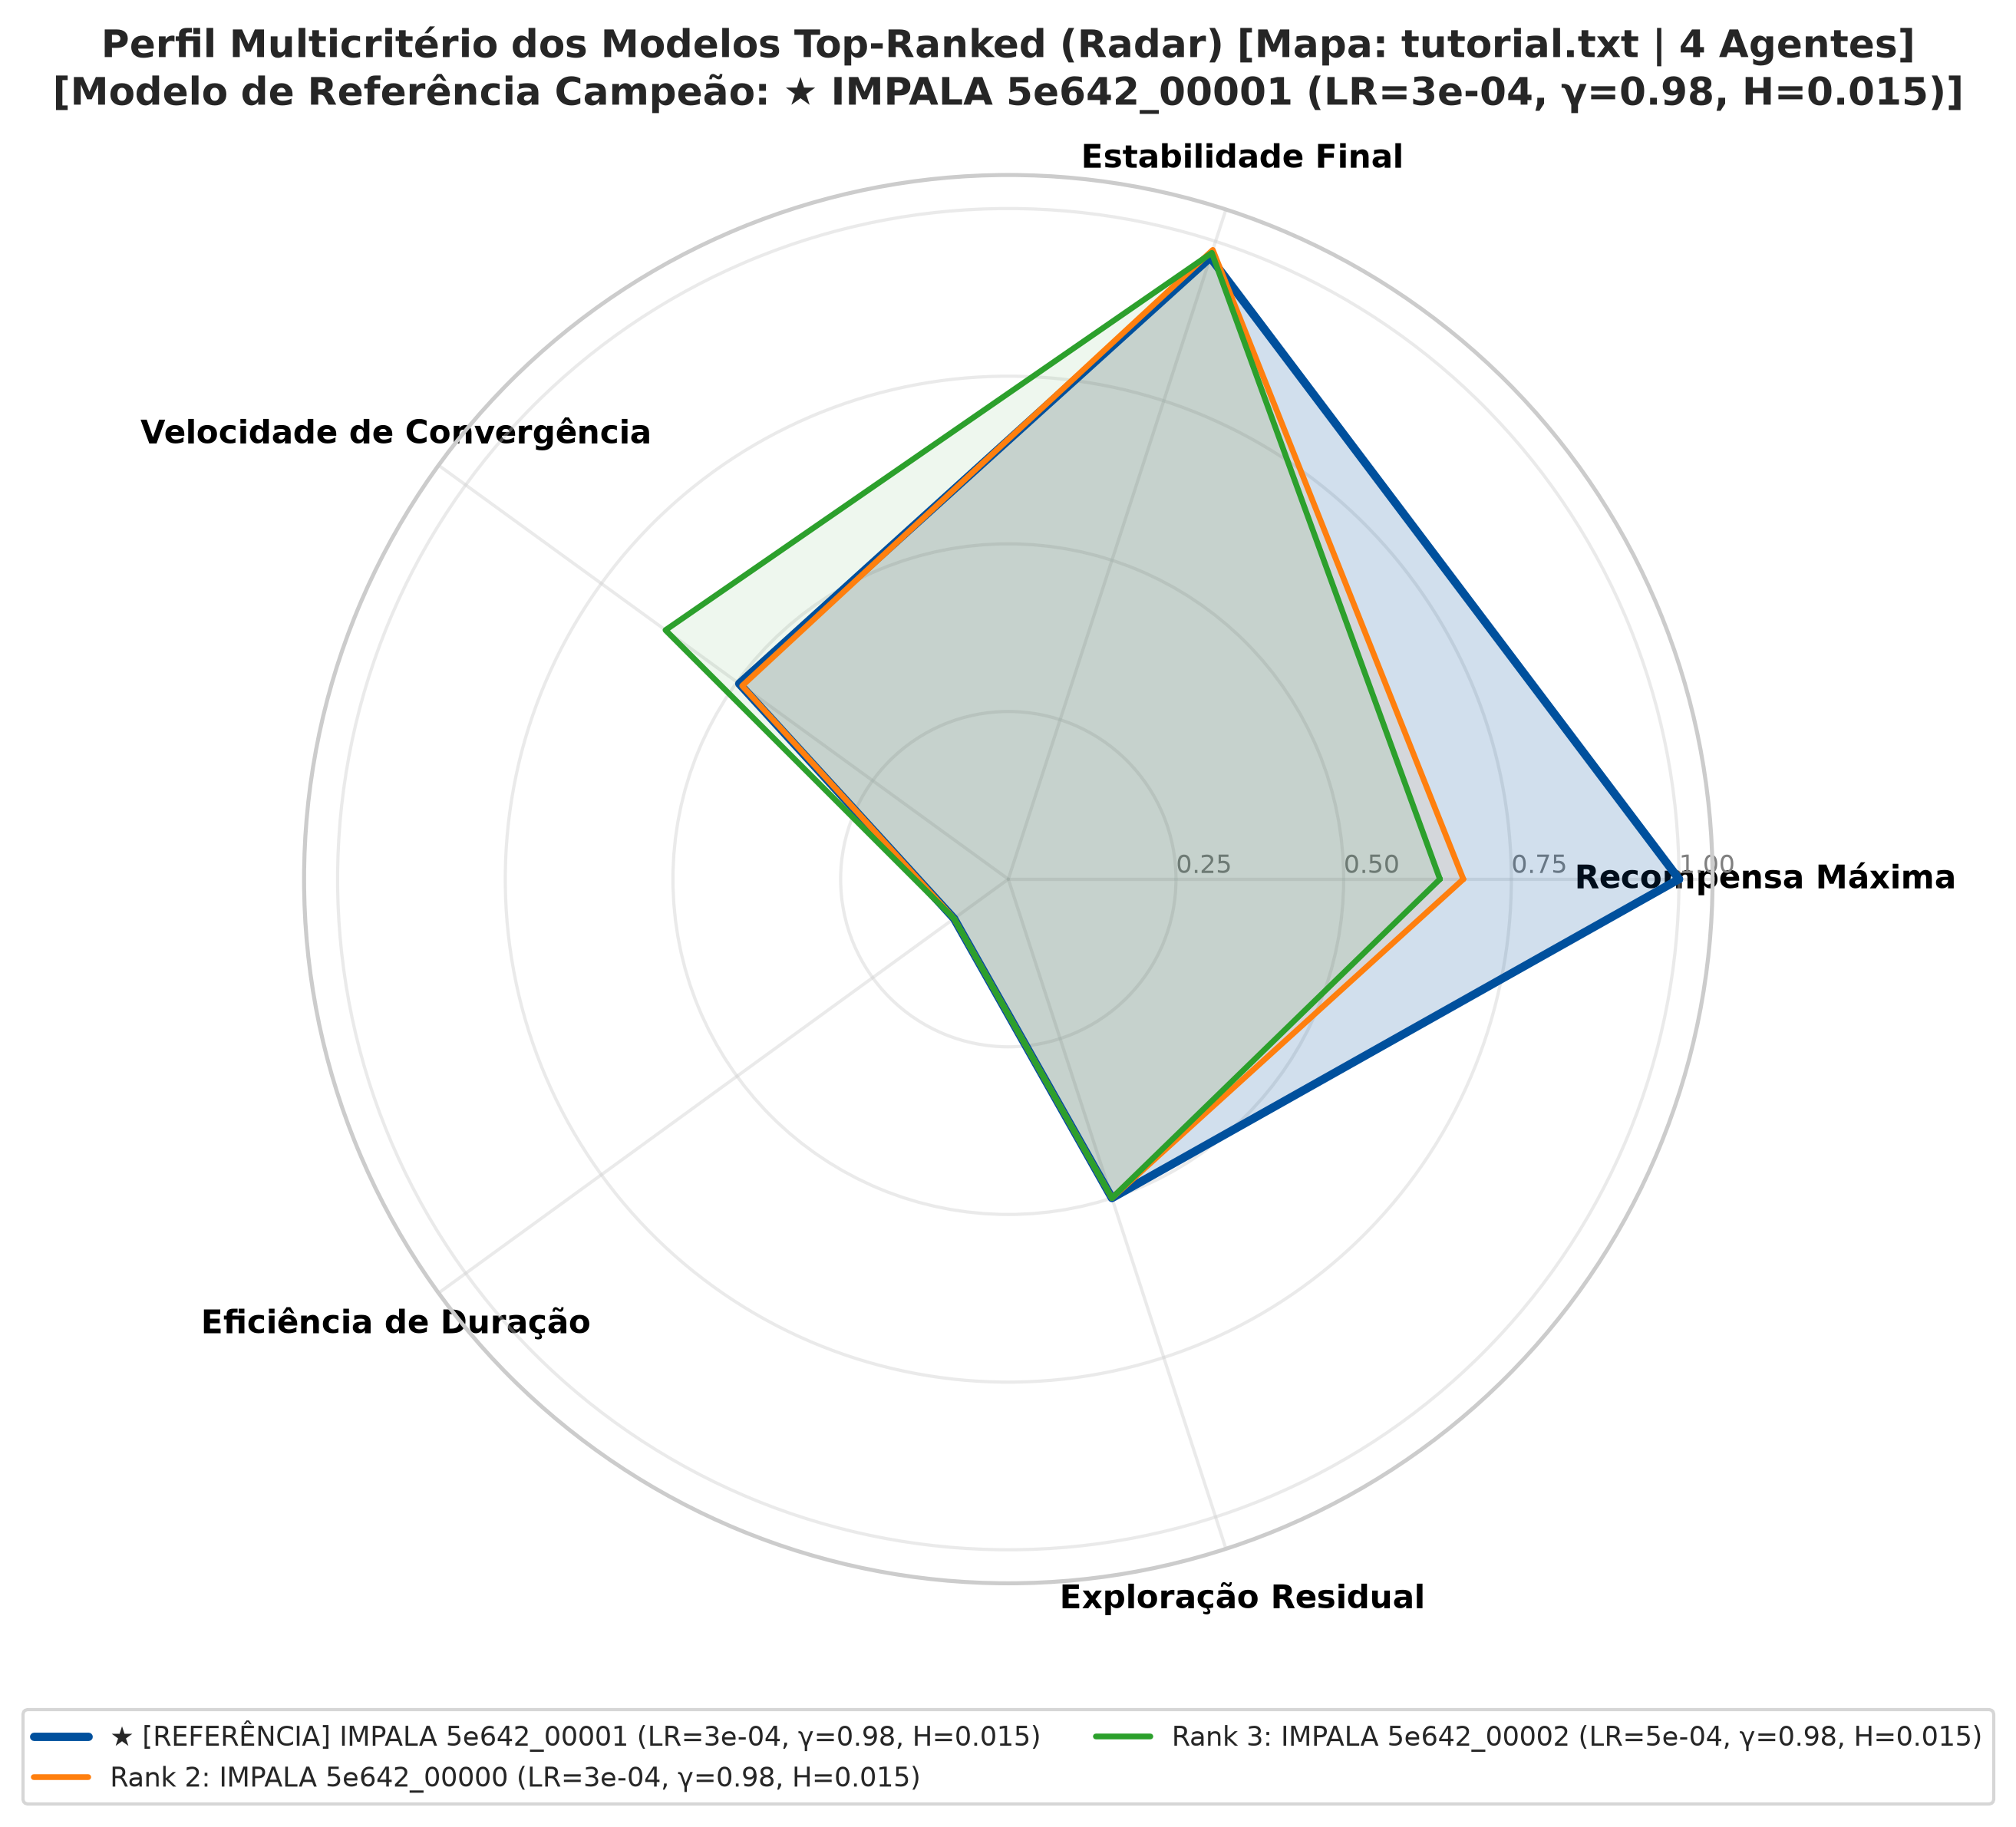 Perfil Multicritério dos Modelos Top-Ranked (Radar) [Mapa: tutorial.txt | 4 Agentes]
[Modelo de Referência Campeão: ★ IMPALA 5e642_00001 (LR=3e-04, γ=0.98, H=0.015)]
Estabilidade Final
Velocidade de Convergência
0.25
0.50
0.75
1.00
Recompensa Máxima
Eficiência de Duração
Exploração Residual
★ [REFERÊNCIA] IMPALA 5e642_00001 (LR=3e-04, γ=0.98, H=0.015)
Rank 2: IMPALA 5e642_00000 (LR=3e-04, γ=0.98, H=0.015)
Rank 3: IMPALA 5e642_00002 (LR=5e-04, γ=0.98, H=0.015)